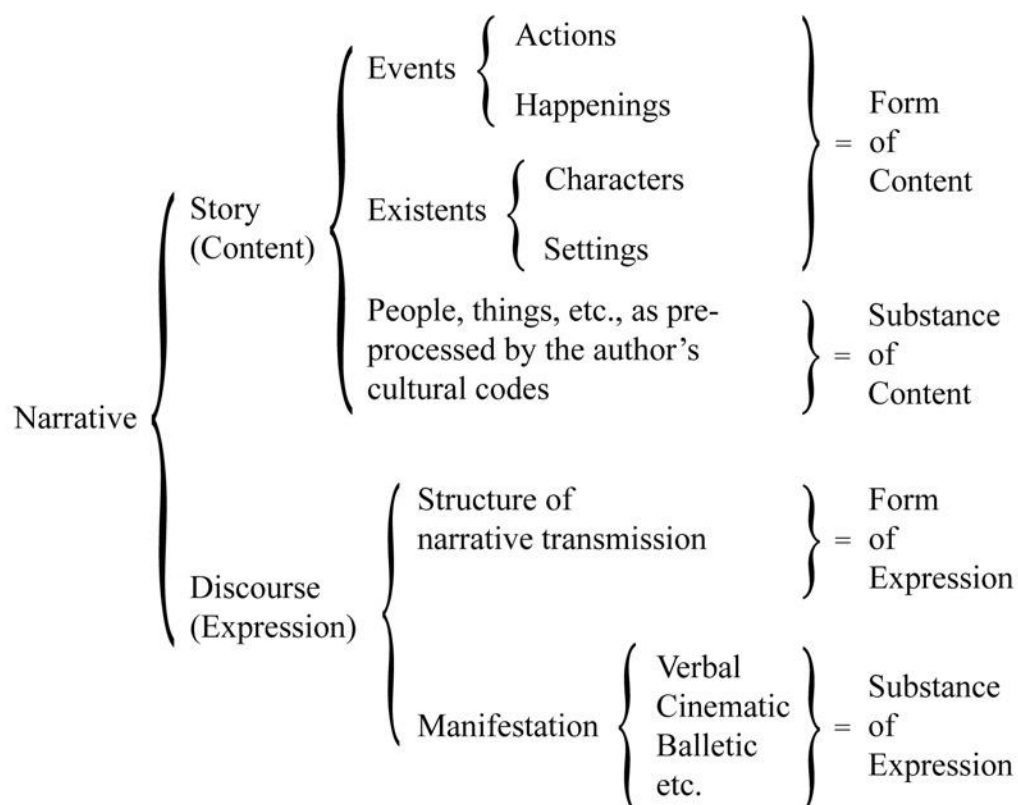 Narrative
Story
(Content)
Events
Actions
Happenings
Existents
Characters
Settings
= Form
of
Content
People, things, etc., as pre-
processed by the author’s
cultural codes
= Substance
of
Content
Discourse
(Expression)
Structure of
narrative transmission
= Form
of
Expression
Manifestation
Verbal
Cinematic
Balletic
etc.
= Substance
of
Expression